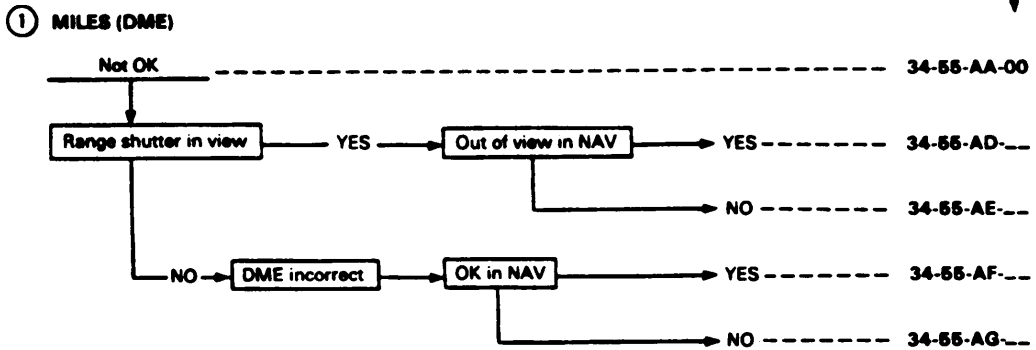 1 MILES (DME)
Not OK 34-55-AA-00
Range shutter in view YES Out of view in NAV YES 34-55-AD-__
NO 34-55-AE-__
NO DME incorrect OK in NAV YES 34-55-AF-__
NO 34-55-AG-__